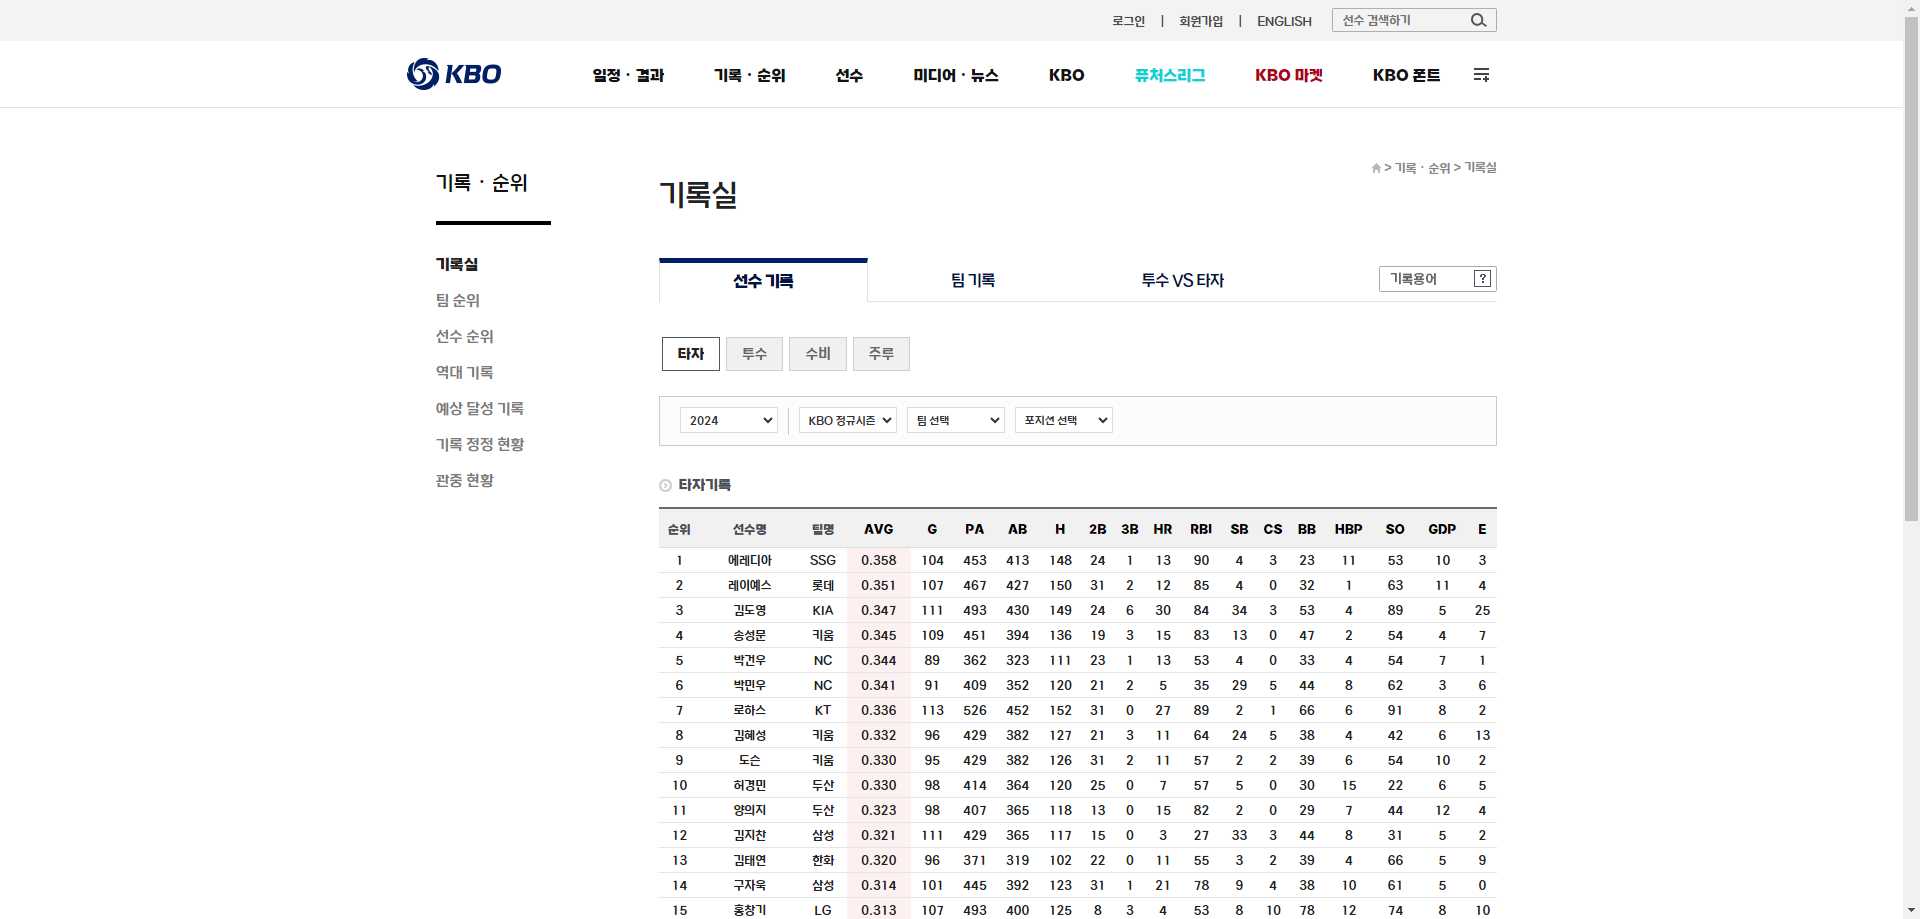 로그인 | 회원가입 | ENGLISH 선수 검색하기
KBO 일정 · 결과 기록 · 순위 선수 미디어 · 뉴스 KBO 퓨처스리그 KBO 마켓 KBO 폰트
> 기록 · 순위 > 기록실
기록 · 순위
기록실
팀 순위
선수 순위
역대 기록
예상 달성 기록
기록 정정 현황
관중 현황
기록실
선수 기록 팀 기록 투수 VS 타자 기록용어 ?
타자 투수 수비 주루
2024 KBO 정규시즌 팀 선택 포지션 선택
타자기록
순위 선수명 팀명 AVG G PA AB H 2B 3B HR RBI SB CS BB HBP SO GDP E
1 에레디아 SSG 0.358 104 453 413 148 24 1 13 90 4 3 23 11 53 10 3
2 레이예스 롯데 0.351 107 467 427 150 31 2 12 85 4 0 32 1 63 11 4
3 김도영 KIA 0.347 111 493 430 149 24 6 30 84 34 3 53 4 89 5 25
4 송성문 키움 0.345 109 451 394 136 19 3 15 83 13 0 47 2 54 4 7
5 박건우 NC 0.344 89 362 323 111 23 1 13 53 4 0 33 4 54 7 1
6 박민우 NC 0.341 91 409 352 120 21 2 5 35 29 5 44 8 62 3 6
7 로하스 KT 0.336 113 526 452 152 31 0 27 89 2 1 66 6 91 8 2
8 김혜성 키움 0.332 96 429 382 127 21 3 11 64 24 5 38 4 42 6 13
9 도슨 키움 0.330 95 429 382 126 31 2 11 57 2 2 39 6 54 10 2
10 허경민 두산 0.330 98 414 364 120 25 0 7 57 5 0 30 15 22 6 5
11 양의지 두산 0.323 98 407 365 118 13 0 15 82 2 0 29 7 44 12 4
12 김지찬 삼성 0.321 111 429 365 117 15 0 3 27 33 3 44 8 31 5 2
13 김태연 한화 0.320 96 371 319 102 22 0 11 55 3 2 39 4 66 5 9
14 구자욱 삼성 0.314 101 445 392 123 31 1 21 78 9 4 38 10 61 5 0
15 홍창기 LG 0.313 107 493 400 125 8 3 4 53 8 10 78 12 74 8 10